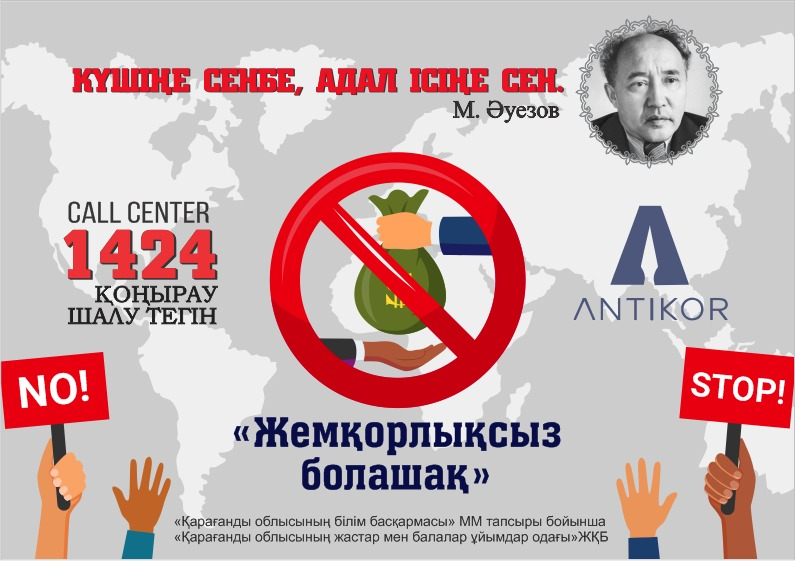 КҮШІҢЕ СЕНБЕ, АДАЛ ІСІҢЕ СЕН.
М. Әуезов
CALL CENTER
1424
ҚОҢЫРАУ
ШАЛУ ТЕГІН
ANTIKOR
NO!
STOP!
«Жемқорлықсыз
болашақ»
«Қарағанды облысының білім басқармасы» ММ тапсыры бойынша
«Қарағанды облысының жастар мен балалар ұйымдар одағы»ЖҚБ